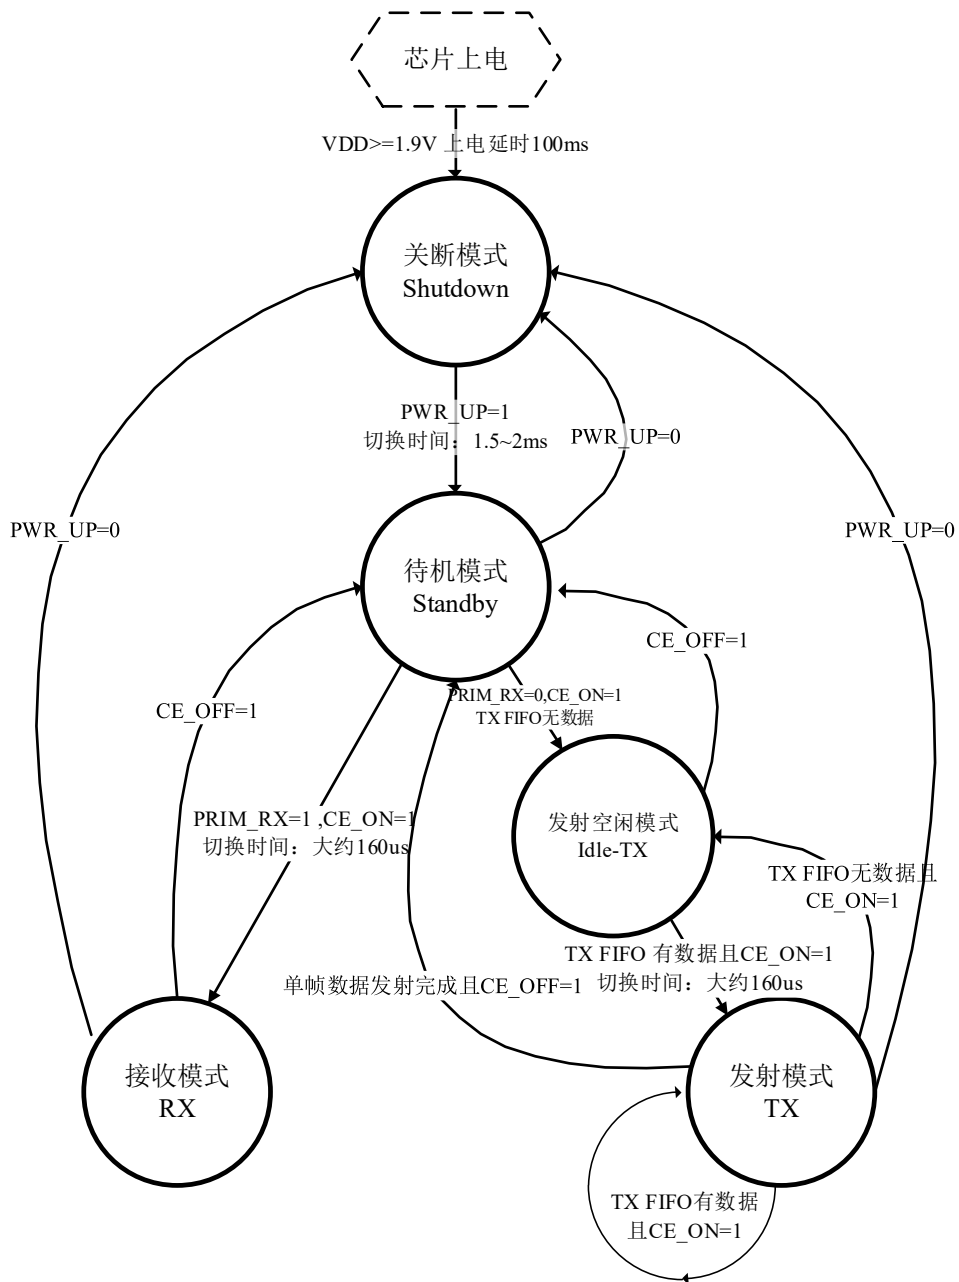 芯片上电
VDD>=1.9V 上电延时100ms
关断模式
Shutdown
PWR_UP=1
切换时间：1.5~2ms
PWR_UP=0
PWR_UP=0
PWR_UP=0
待机模式
Standby
CE_OFF=1
CE_OFF=1
PRIM_RX=0,CE_ON=1
TX FIFO无数据
PRIM_RX=1 ,CE_ON=1
切换时间：大约160us
发射空闲模式
Idle-TX
TX FIFO无数据且
CE_ON=1
TX FIFO 有数据且CE_ON=1
切换时间：大约160us
单帧数据发射完成且CE_OFF=1
接收模式
RX
发射模式
TX
TX FIFO有数据
且CE_ON=1